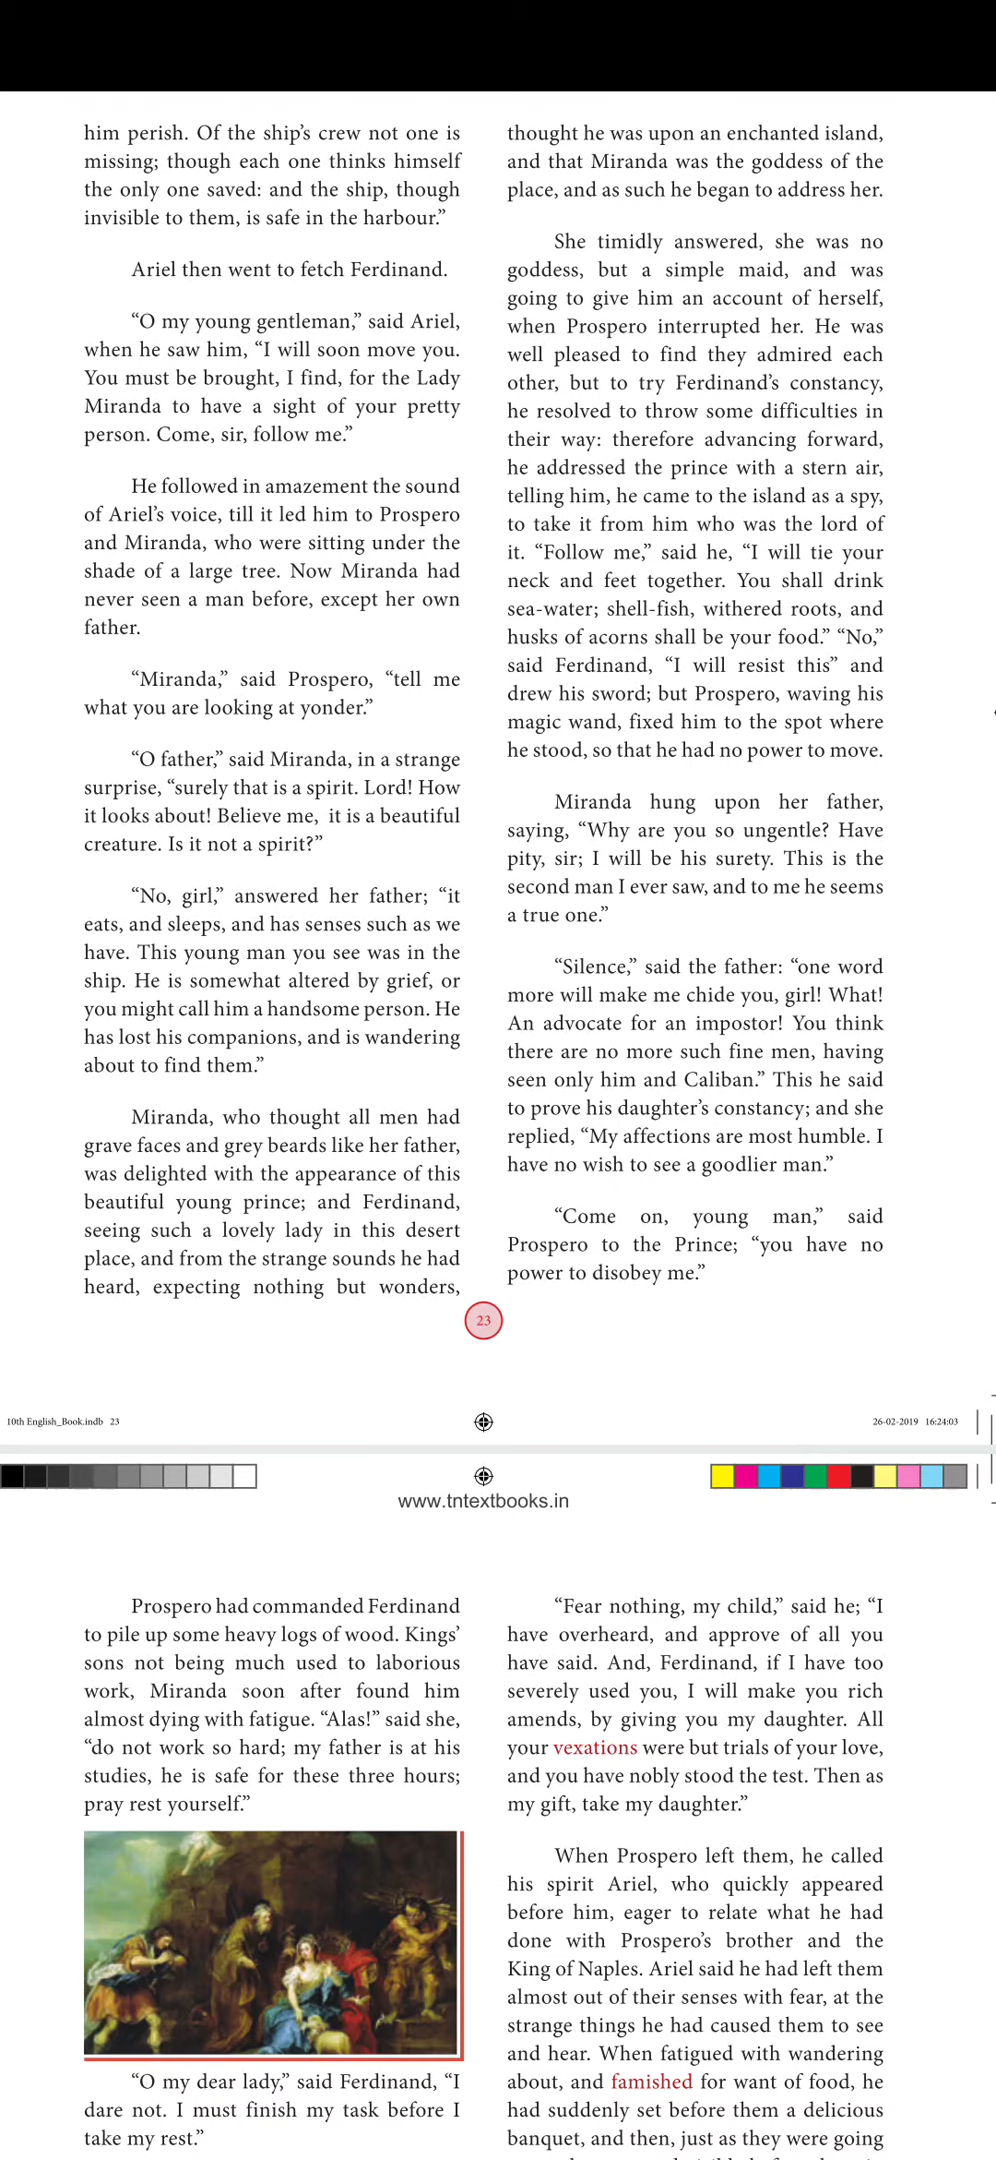 him perish. Of the ship’s crew not one is
missing; though each one thinks himself
the only one saved: and the ship, though
invisible to them, is safe in the harbour.”
Ariel then went to fetch Ferdinand.
“O my young gentleman,” said Ariel,
when he saw him, “I will soon move you.
You must be brought, I find, for the Lady
Miranda to have a sight of your pretty
person. Come, sir, follow me.”
He followed in amazement the sound
of Ariel’s voice, till it led him to Prospero
and Miranda, who were sitting under the
shade of a large tree. Now Miranda had
never seen a man before, except her own
father.
“Miranda,” said Prospero, “tell me
what you are looking at yonder.”
“O father,” said Miranda, in a strange
surprise, “surely that is a spirit. Lord! How
it looks about! Believe me, it is a beautiful
creature. Is it not a spirit?”
“No, girl,” answered her father; “it
eats, and sleeps, and has senses such as we
have. This young man you see was in the
ship. He is somewhat altered by grief, or
you might call him a handsome person. He
has lost his companions, and is wandering
about to find them.”
Miranda, who thought all men had
grave faces and grey beards like her father,
was delighted with the appearance of this
beautiful young prince; and Ferdinand,
seeing such a lovely lady in this desert
place, and from the strange sounds he had
heard, expecting nothing but wonders,
thought he was upon an enchanted island,
and that Miranda was the goddess of the
place, and as such he began to address her.
She timidly answered, she was no
goddess, but a simple maid, and was
going to give him an account of herself,
when Prospero interrupted her. He was
well pleased to find they admired each
other, but to try Ferdinand’s constancy,
he resolved to throw some difficulties in
their way: therefore advancing forward,
he addressed the prince with a stern air,
telling him, he came to the island as a spy,
to take it from him who was the lord of
it. “Follow me,” said he, “I will tie your
neck and feet together. You shall drink
sea-water; shell-fish, withered roots, and
husks of acorns shall be your food.” “No,”
said Ferdinand, “I will resist this” and
drew his sword; but Prospero, waving his
magic wand, fixed him to the spot where
he stood, so that he had no power to move.
Miranda hung upon her father,
saying, “Why are you so ungentle? Have
pity, sir; I will be his surety. This is the
second man I ever saw, and to me he seems
a true one.”
“Silence,” said the father: “one word
more will make me chide you, girl! What!
An advocate for an impostor! You think
there are no more such fine men, having
seen only him and Caliban.” This he said
to prove his daughter’s constancy; and she
replied, “My affections are most humble. I
have no wish to see a goodlier man.”
“Come on, young man,” said
Prospero to the Prince; “you have no
power to disobey me.”
23
10th English_Book.indb 23
26-02-2019 16:24:03
www.tntextbooks.in
Prospero had commanded Ferdinand
to pile up some heavy logs of wood. Kings’
sons not being much used to laborious
work, Miranda soon after found him
almost dying with fatigue. “Alas!” said she,
“do not work so hard; my father is at his
studies, he is safe for these three hours;
pray rest yourself.”
“O my dear lady,” said Ferdinand, “I
dare not. I must finish my task before I
take my rest.”
“Fear nothing, my child,” said he; “I
have overheard, and approve of all you
have said. And, Ferdinand, if I have too
severely used you, I will make you rich
amends, by giving you my daughter. All
your vexations were but trials of your love,
and you have nobly stood the test. Then as
my gift, take my daughter.”
When Prospero left them, he called
his spirit Ariel, who quickly appeared
before him, eager to relate what he had
done with Prospero’s brother and the
King of Naples. Ariel said he had left them
almost out of their senses with fear, at the
strange things he had caused them to see
and hear. When fatigued with wandering
about, and famished for want of food, he
had suddenly set before them a delicious
banquet, and then, just as they were going